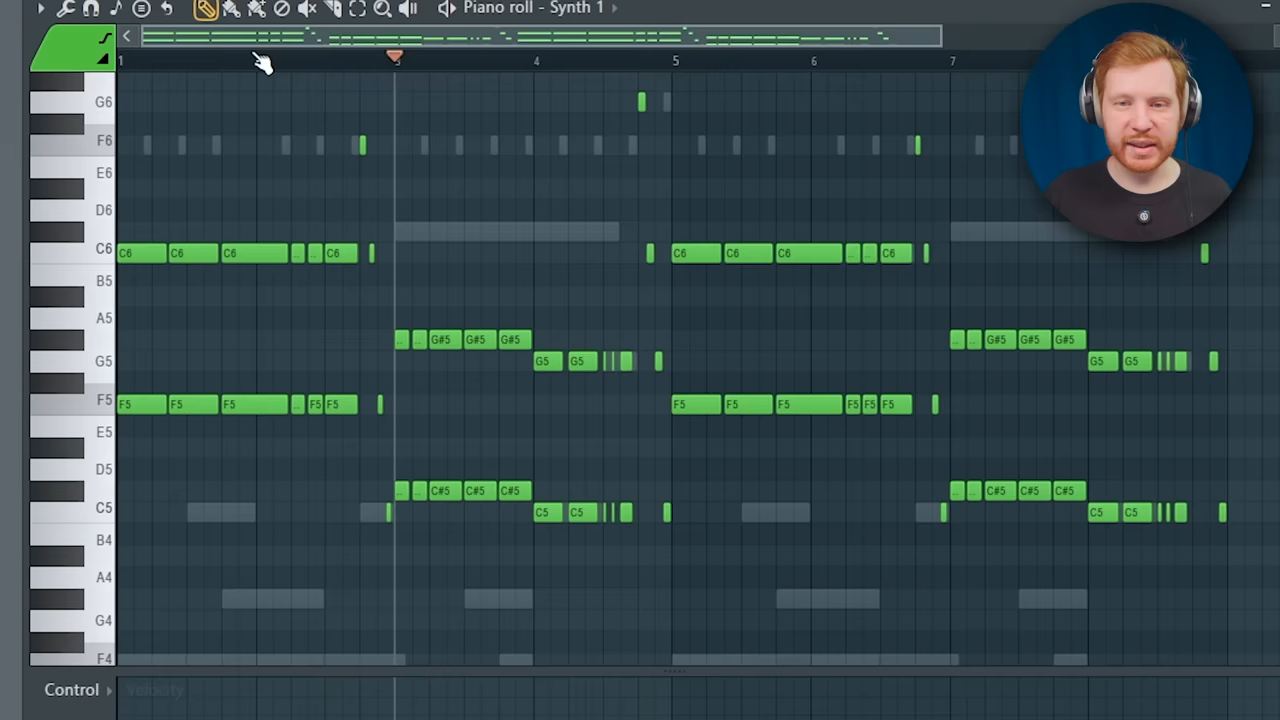 Piano roll - Synth 1
1 3 4 5 6 7
G6
F6
E6
D6
C6 C6 C6 C6 .. .. C6 C6 C6 C6 .. .. C6
B5
A5
.. .. G#5 G#5 G#5 .. .. G#5 G#5 G#5
G5 G5 G5 G5 G5
F5 F5 F5 F5 .. F5 F5 F5 F5 F5 F5 F5 F5
E5
D5
.. .. C#5 C#5 C#5 .. .. C#5 C#5 C#5
C5 C5 C5 C5 C5
B4
A4
G4
F4
Control Velocity